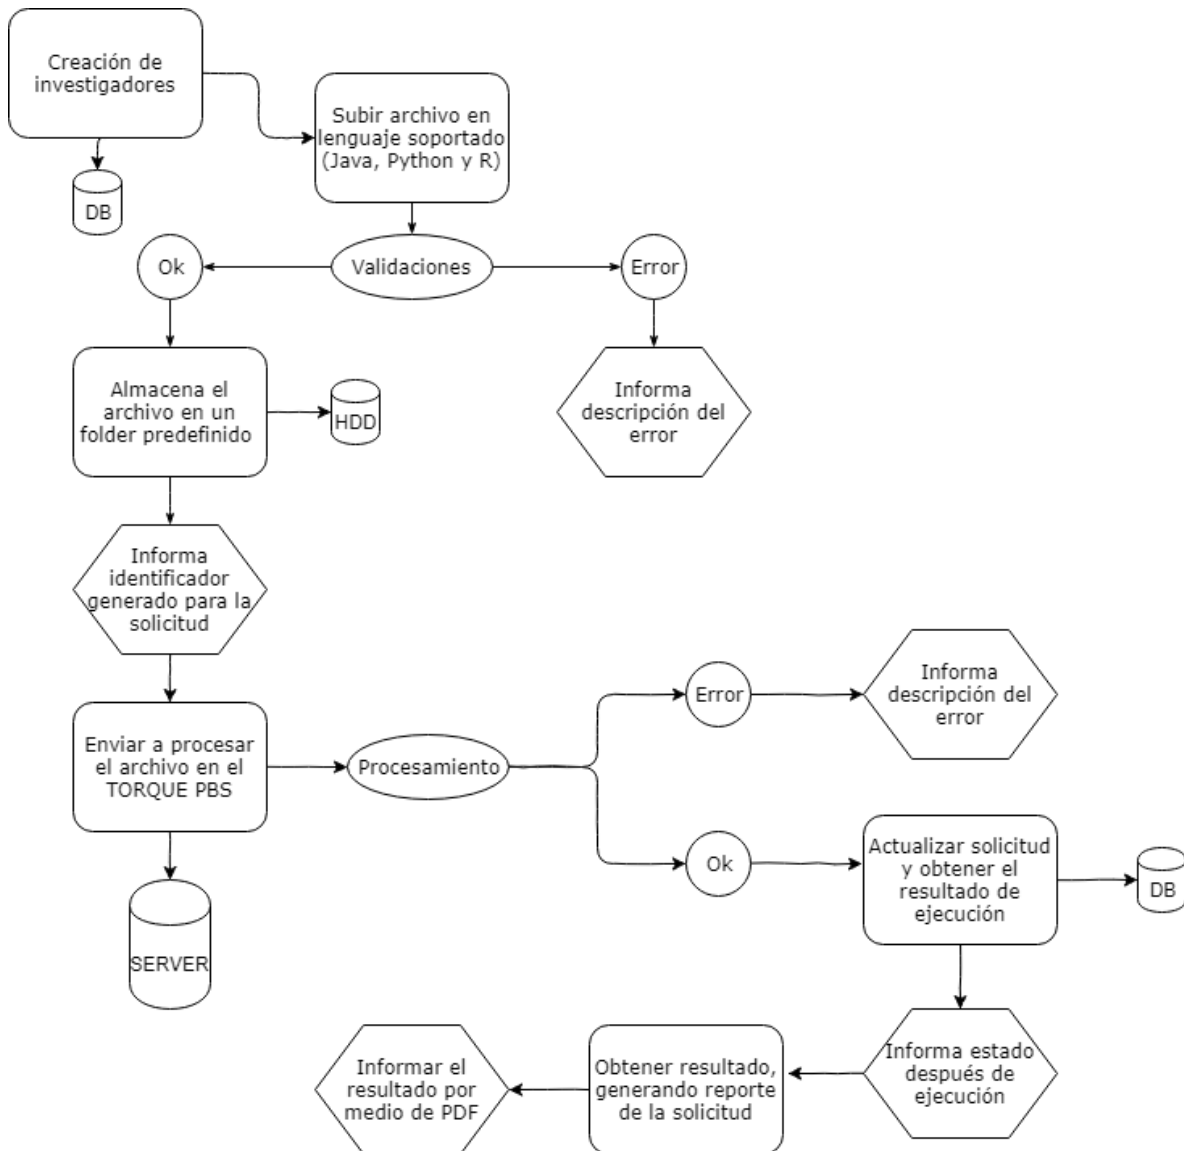 Creación de
investigadores
DB
Subir archivo en
lenguaje soportado
(Java, Python y R)
Ok
Validaciones
Error
Almacena el
archivo en un
folder predefinido
HDD
Informa
descripción del
error
Informa
identificador
generado para la
solicitud
Enviar a procesar
el archivo en el
TORQUE PBS
Procesamiento
Error
Informa
descripción del
error
Ok
Actualizar solicitud
y obtener el
resultado de
ejecución
DB
SERVER
Informa estado
después de
ejecución
Obtener resultado,
generando reporte
de la solicitud
Informar el
resultado por
medio de PDF